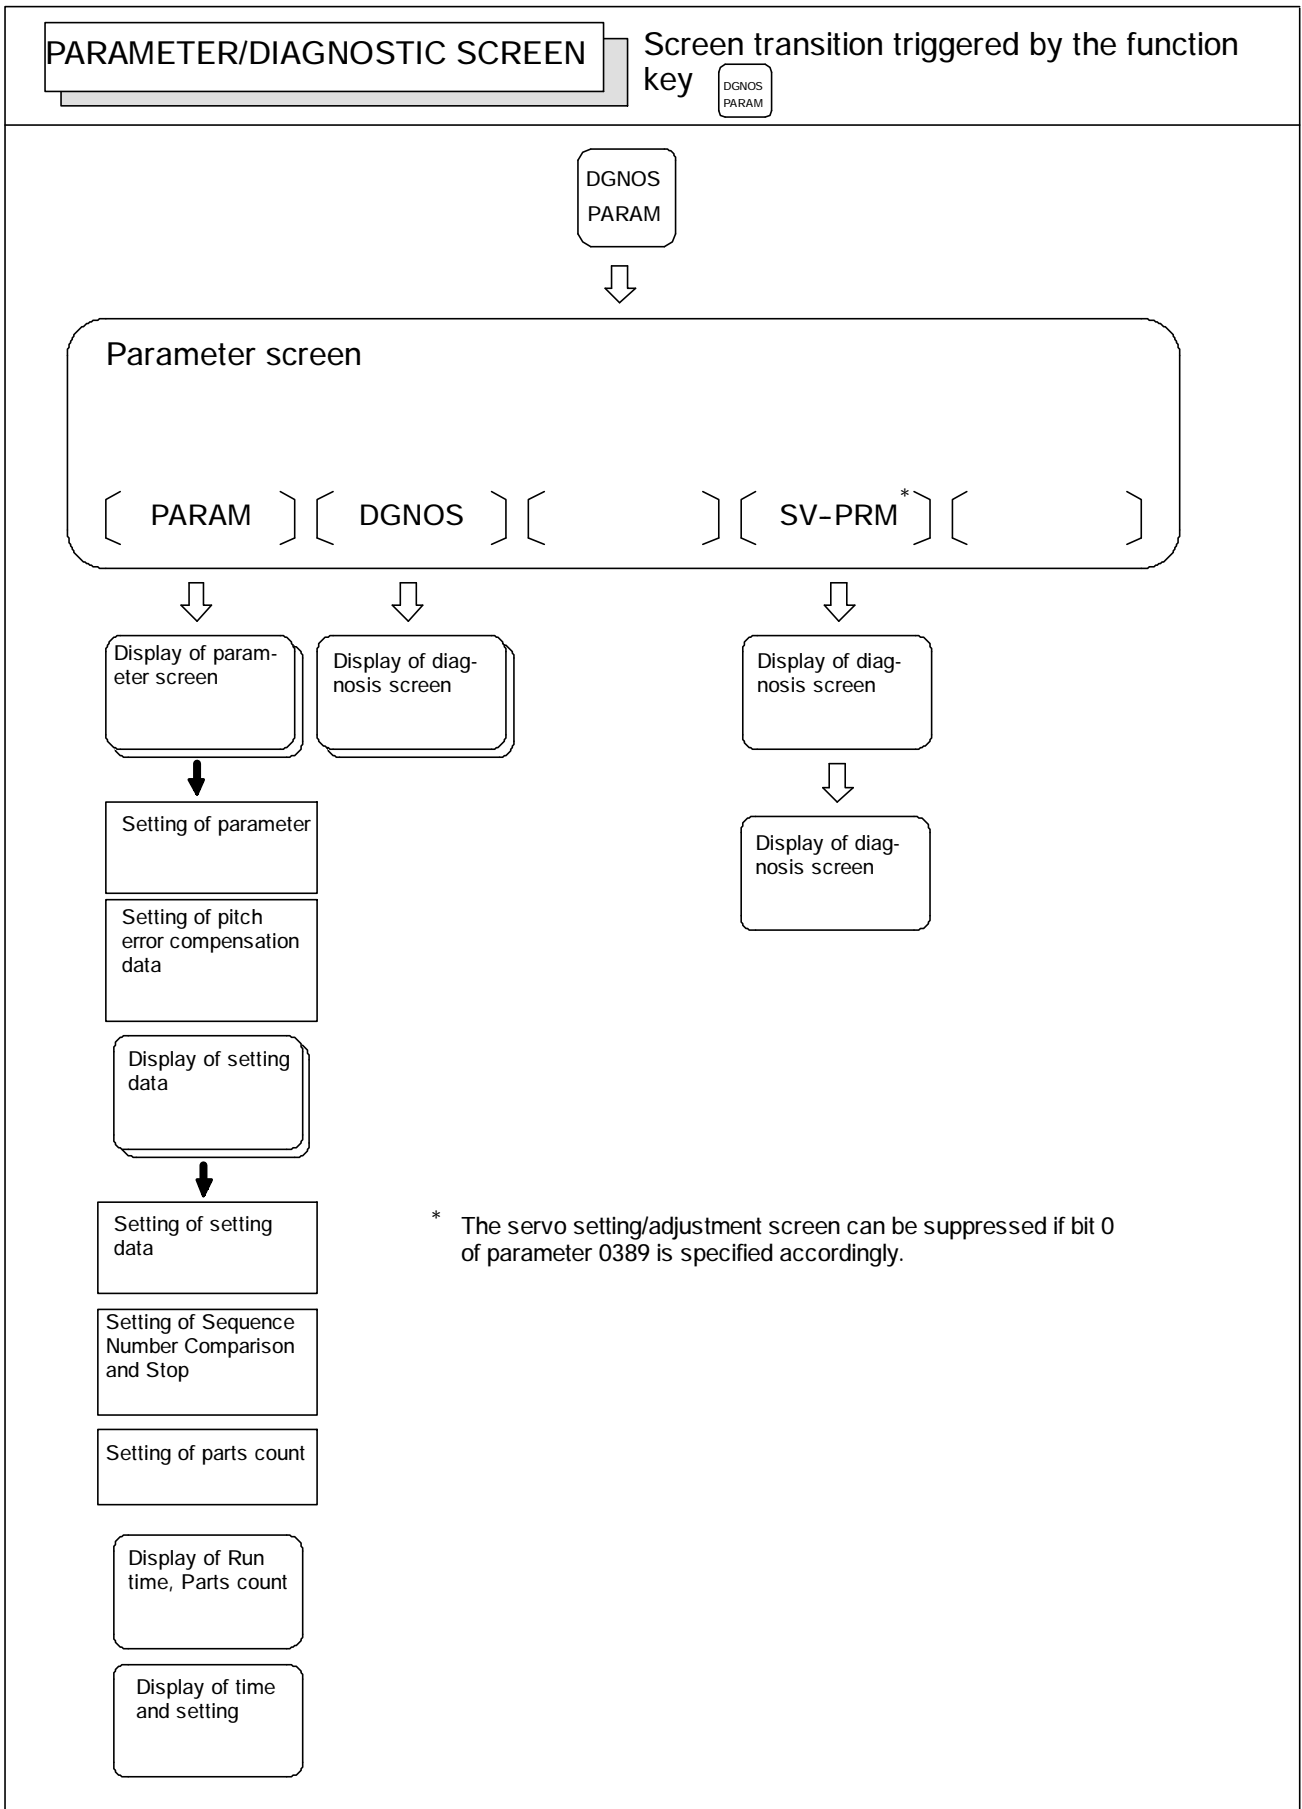 PARAMETER/DIAGNOSTIC SCREEN
Screen transition triggered by the function
key
DGNOS
PARAM
DGNOS
PARAM
Parameter screen
[ PARAM ] [ DGNOS ] [ ] [ SV-PRM* ] [ ]
Display of param-
eter screen
Display of diag-
nosis screen
Display of diag-
nosis screen
Setting of parameter
Display of diag-
nosis screen
Setting of pitch
error compensation
data
Display of setting
data
Setting of setting
data
* The servo setting/adjustment screen can be suppressed if bit 0
of parameter 0389 is specified accordingly.
Setting of Sequence
Number Comparison
and Stop
Setting of parts count
Display of Run
time, Parts count
Display of time
and setting